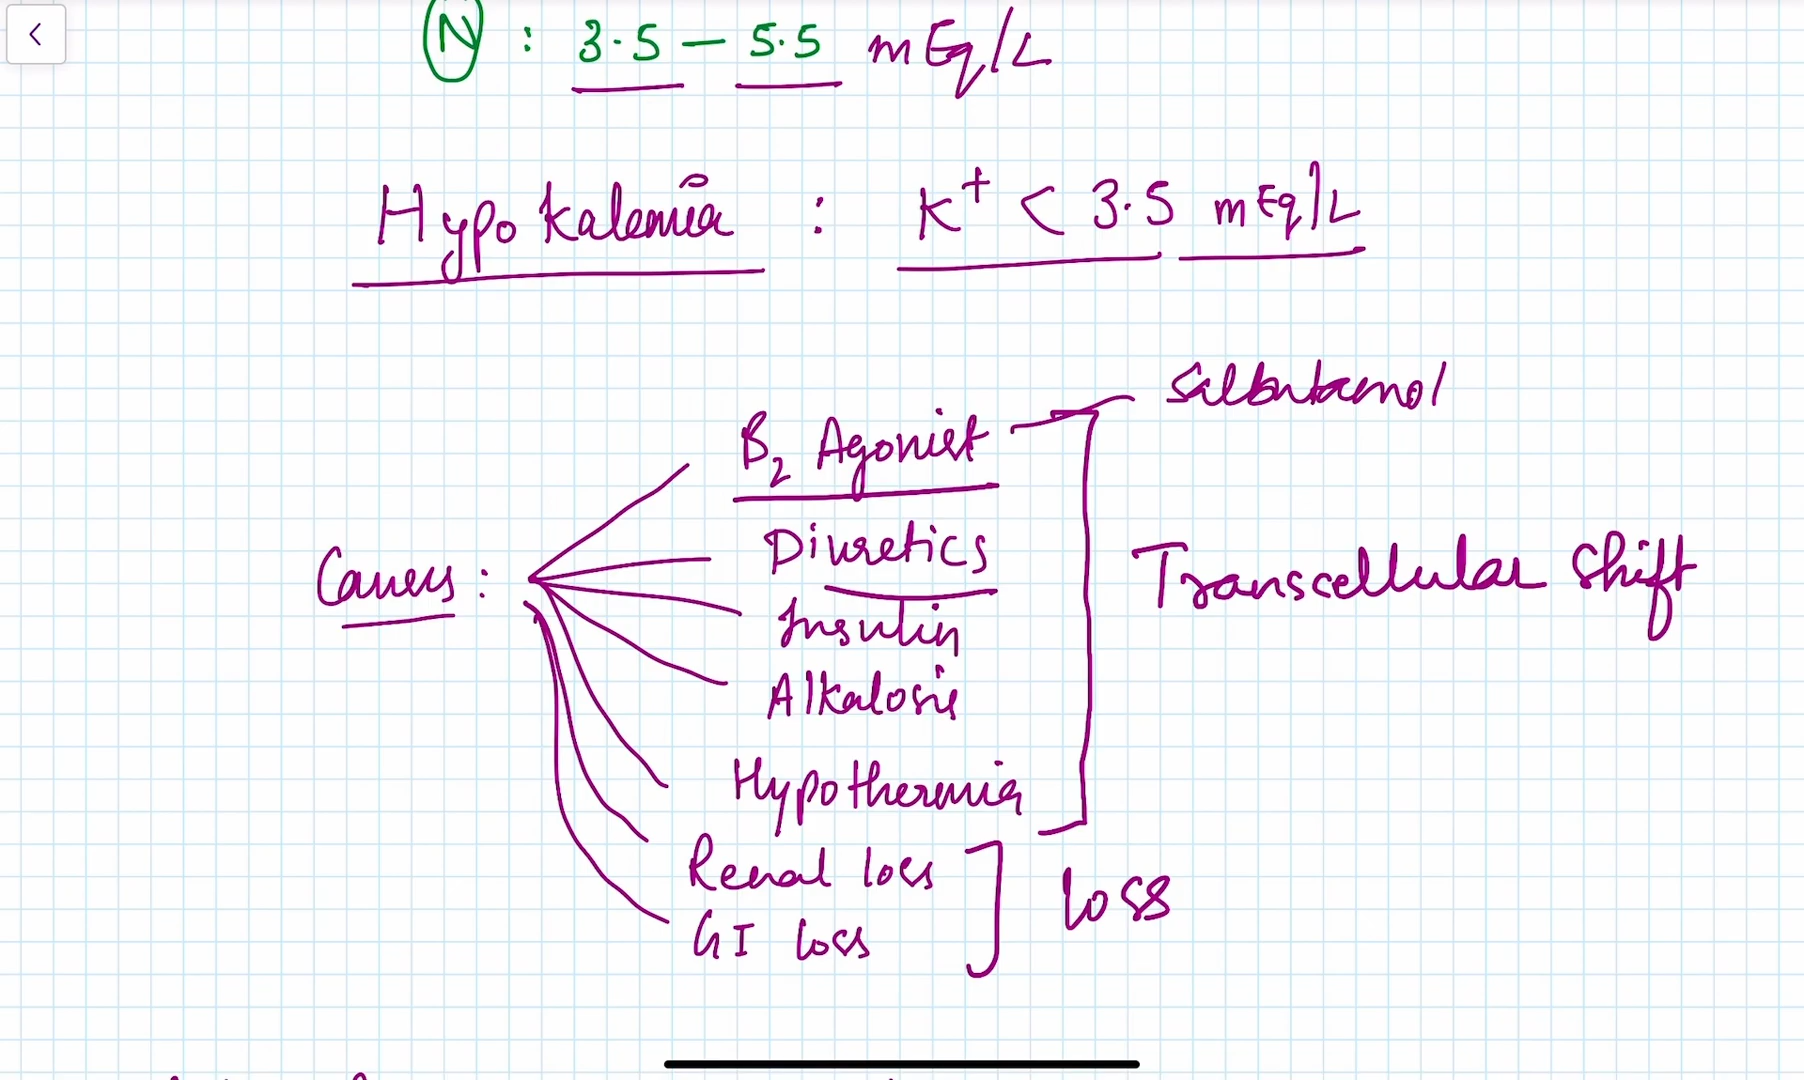 N : 3.5 – 5.5 mEq/L
Hypokalemia : K+ < 3.5 mEq/L
Salbutamol
B2 Agonist
Diuretics
Causes :
Transcellular Shift
Insulin
Alkalosis
Hypothermia
Renal loss
loss
GI loss